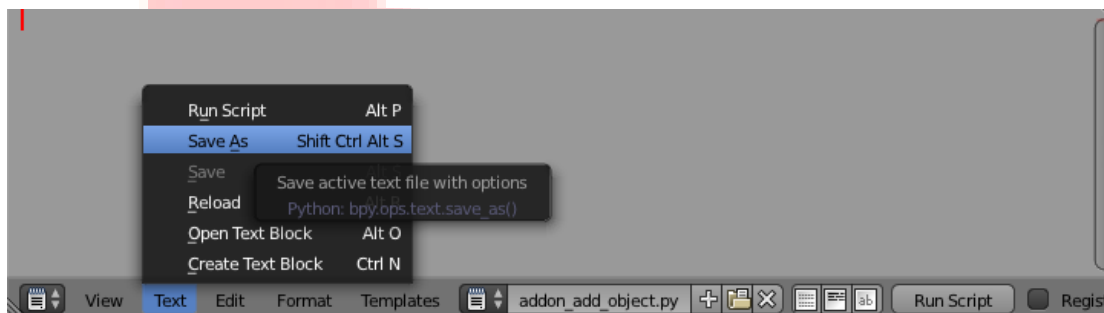 Run Script Alt P
Save As Shift Ctrl Alt S
Save
Save active text file with options
Reload
Python: bpy.ops.text.save_as()
Open Text Block Alt O
Create Text Block Ctrl N
View Text Edit Format Templates addon_add_object.py ab Run Script Regis